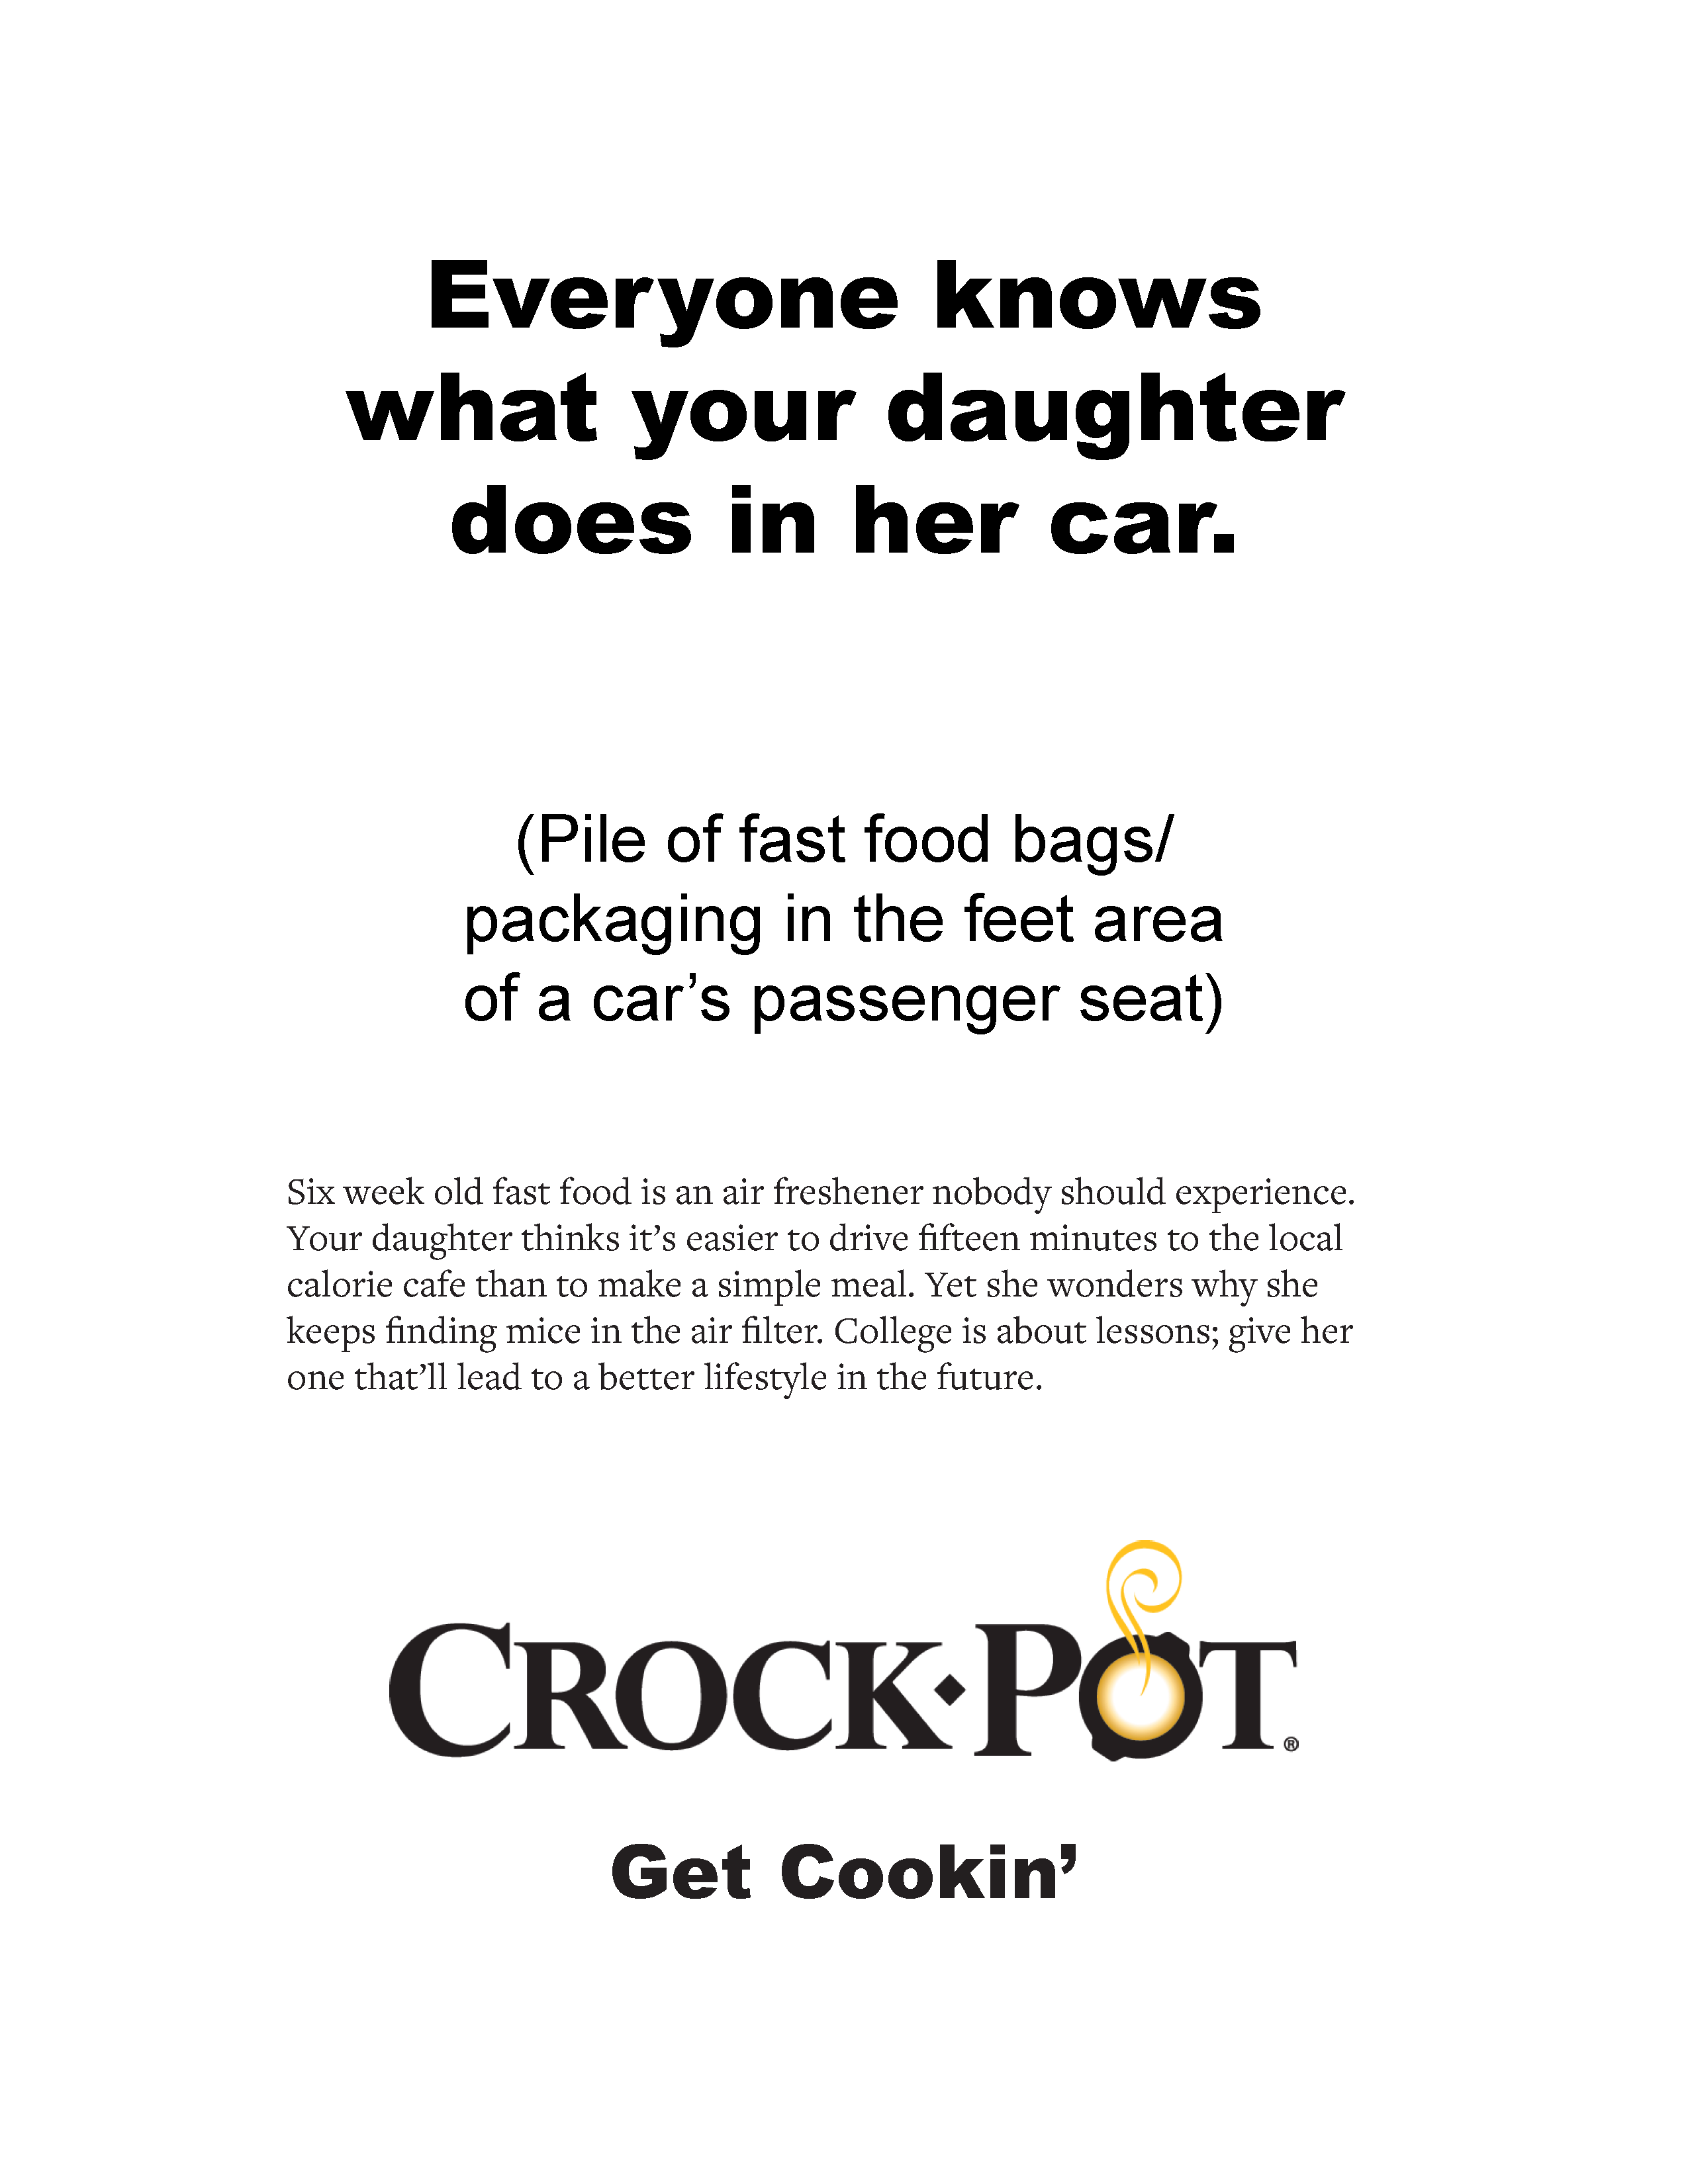 Everyone knows
what your daughter
does in her car.
(Pile of fast food bags/
packaging in the feet area
of a car’s passenger seat)
Six week old fast food is an air freshener nobody should experience.
Your daughter thinks it’s easier to drive fifteen minutes to the local
calorie cafe than to make a simple meal. Yet she wonders why she
keeps finding mice in the air filter. College is about lessons; give her
one that’ll lead to a better lifestyle in the future.
CROCK·POT®
Get Cookin’